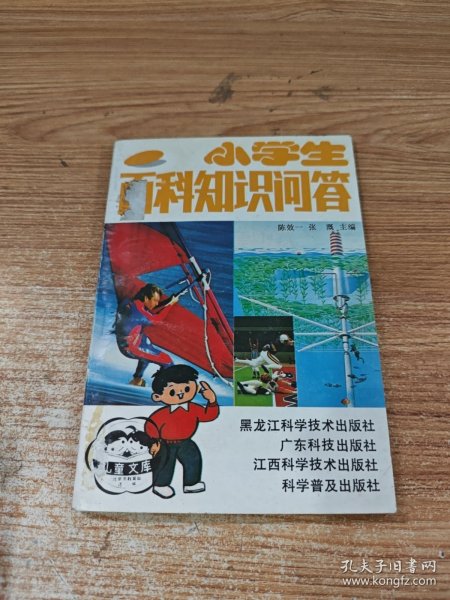 小学生
百科知识问答
陈效一 张 溉 主编
黑龙江科学技术出版社
广东科技出版社
江西科学技术出版社
科学普及出版社
儿童文库
孔夫子旧书网
www.kongfz.com